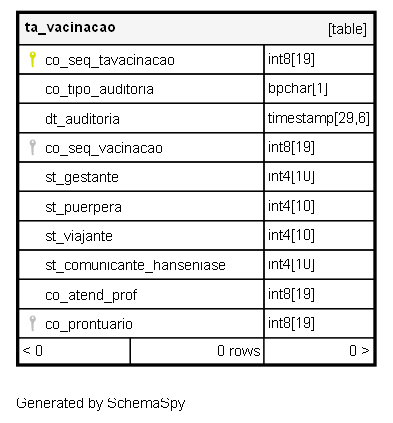 ta_vacinacao [table]
co_seq_tavacinacao int8[19]
co_tipo_auditoria bpchar[1]
dt_auditoria timestamp[29,6]
co_seq_vacinacao int8[19]
st_gestante int4[10]
st_puerpera int4[10]
st_viajante int4[10]
st_comunicante_hanseniase int4[10]
co_atend_prof int8[19]
co_prontuario int8[19]
< 0 0 rows 0 >
Generated by SchemaSpy